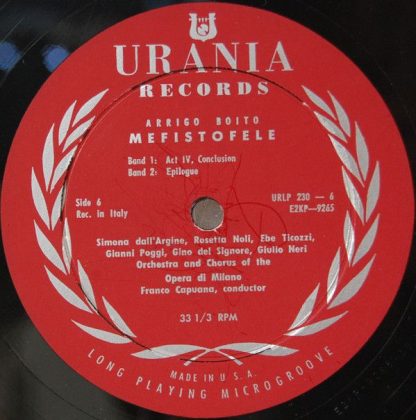 URANIA
RECORDS
ARRIGO BOITO
MEFISTOFELE
Band 1: Act IV, Conclusion
Band 2: Epilogue
Side 6
Rec. in Italy
URLP 230 — 6
E2KP—9265
Simona dall'Argine, Rosetta Noli, Ebe Ticozzi,
Gianni Poggi, Gino del Signore, Giulio Neri
Orchestra and Chorus of the
Opera di Milano
Franco Capuana, conductor
33 1/3 RPM
MADE IN U. S. A.
LONG PLAYING MICROGROOVE